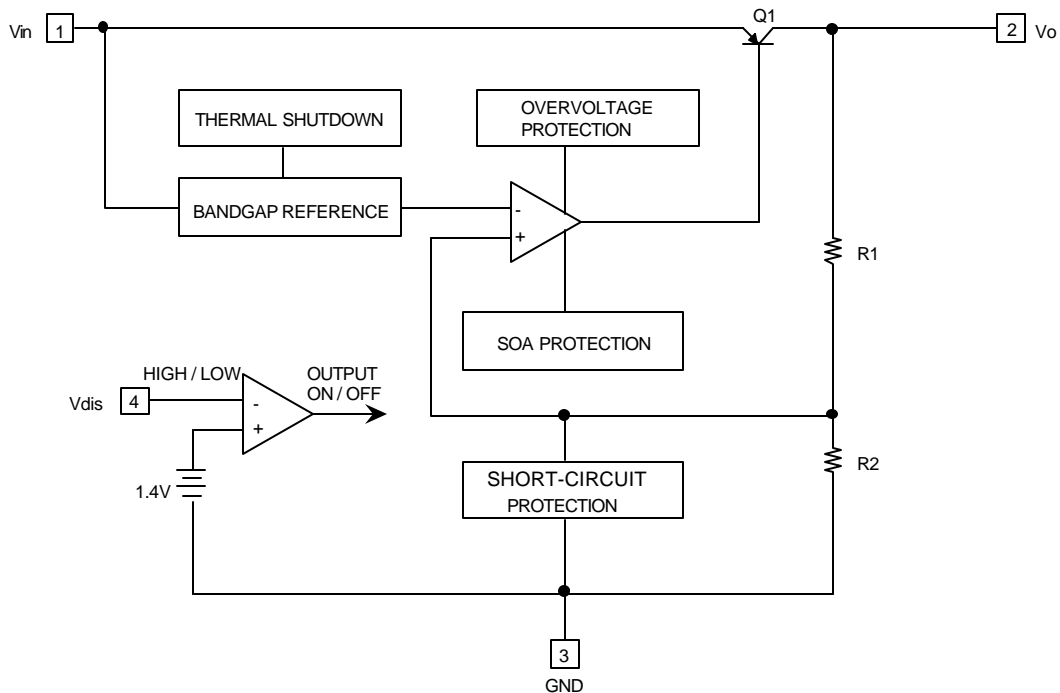 Q1
Vin 1
2 Vo
THERMAL SHUTDOWN
OVERVOLTAGE
PROTECTION
BANDGAP REFERENCE
-
+
R1
SOA PROTECTION
HIGH / LOW
OUTPUT
ON / OFF
Vdis 4
-
+
1.4V
SHORT-CIRCUIT
PROTECTION
R2
3
GND